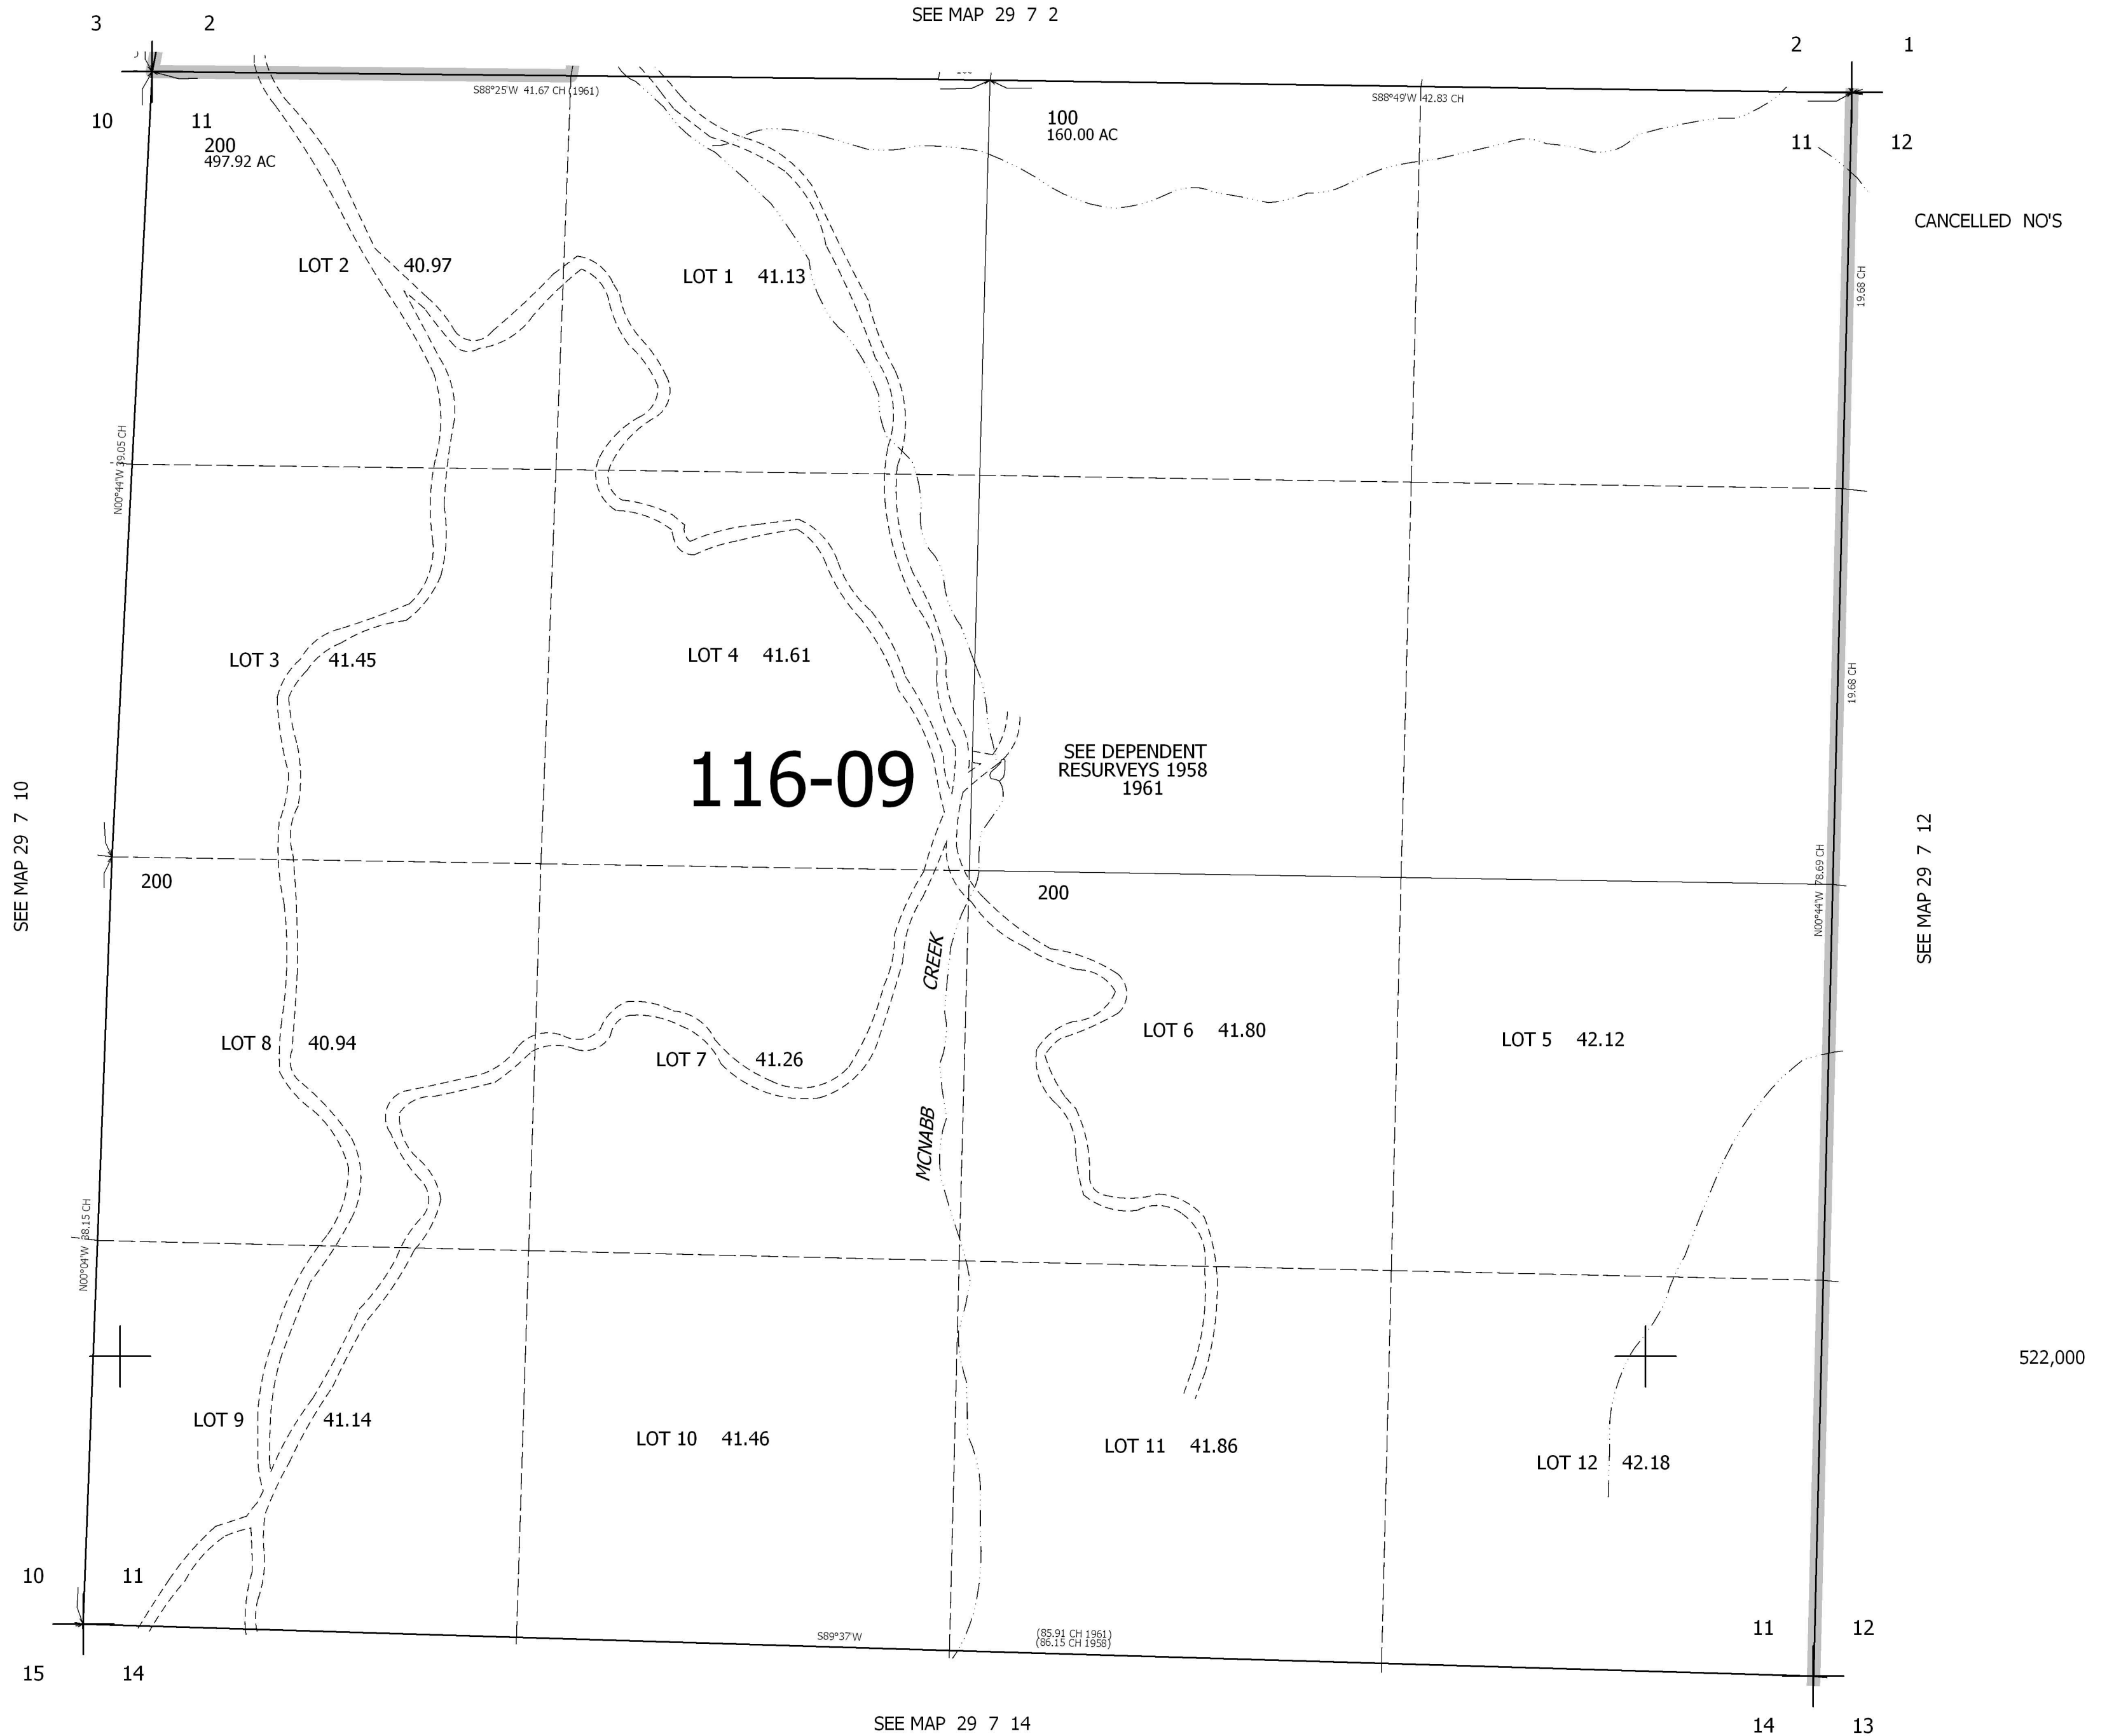 SEE MAP 29 7 2
3 2
2 1
S88°25'W 41.67 CH (1961)
S88°49'W 42.83 CH
10 11
200
497.92 AC
100
160.00 AC
11 12
CANCELLED NO'S
LOT 2 40.97
LOT 1 41.13
19.68 CH
N00°44'W 39.05 CH
LOT 3 41.45
LOT 4 41.61
19.68 CH
116-09
SEE DEPENDENT
RESURVEYS 1958
1961
SEE MAP 29 7 10
SEE MAP 29 7 12
N00°44'W 78.69 CH
200
200
CREEK
LOT 8 40.94
LOT 7 41.26
LOT 6 41.80
LOT 5 42.12
MCNABB
N00°04'W 38.15 CH
522,000
LOT 9 41.14
LOT 10 41.46
LOT 11 41.86
LOT 12 42.18
10 11
11 12
S89°37'W
(85.91 CH 1961)
(86.15 CH 1958)
15 14
14 13
SEE MAP 29 7 14